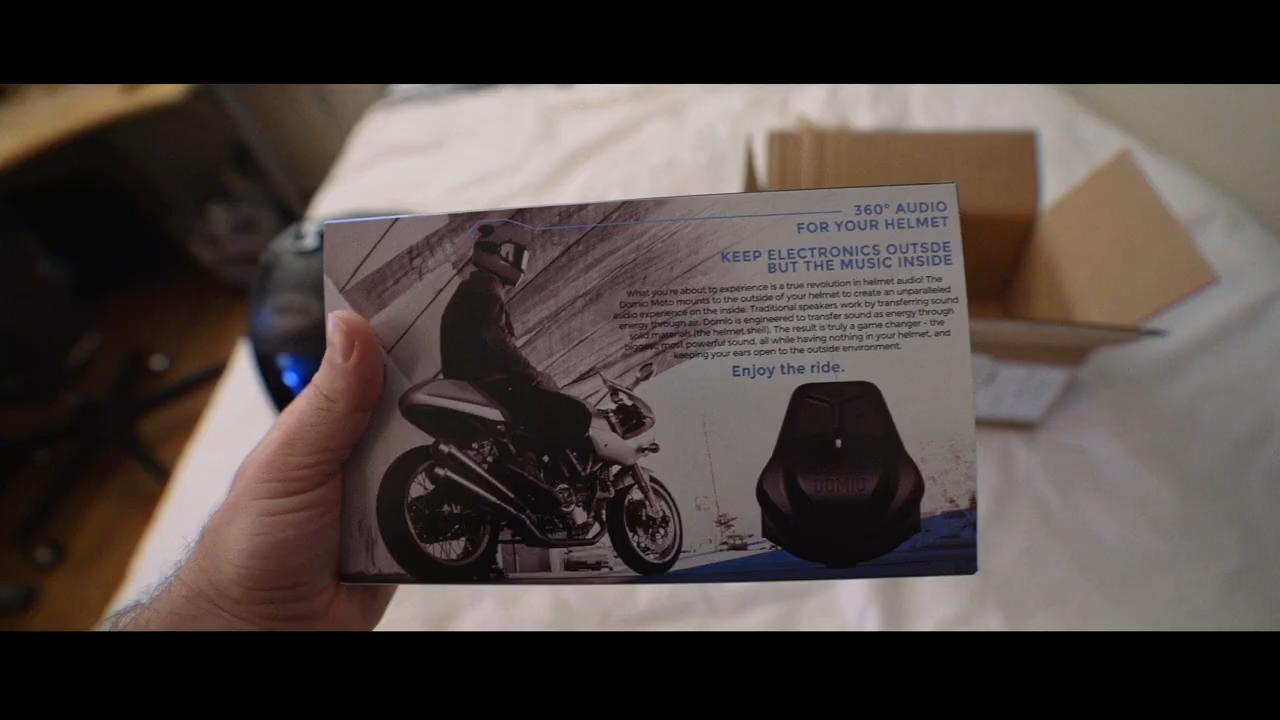 360° AUDIO
FOR YOUR HELMET
KEEP ELECTRONICS OUTSDE
BUT THE MUSIC INSIDE
What you're about to experience is a true revolution in helmet audio! The
Domio Moto mounts to the outside of your helmet to create an unparalleled
audio experience on the inside. Traditional speakers work by transferring sound
energy through air. Domio is engineered to transfer sound as energy through
solid materials (the helmet shell). The result is truly a game changer - the
biggest, most powerful sound, all while having nothing in your helmet, and
keeping your ears open to the outside environment.
Enjoy the ride.
DOMIO